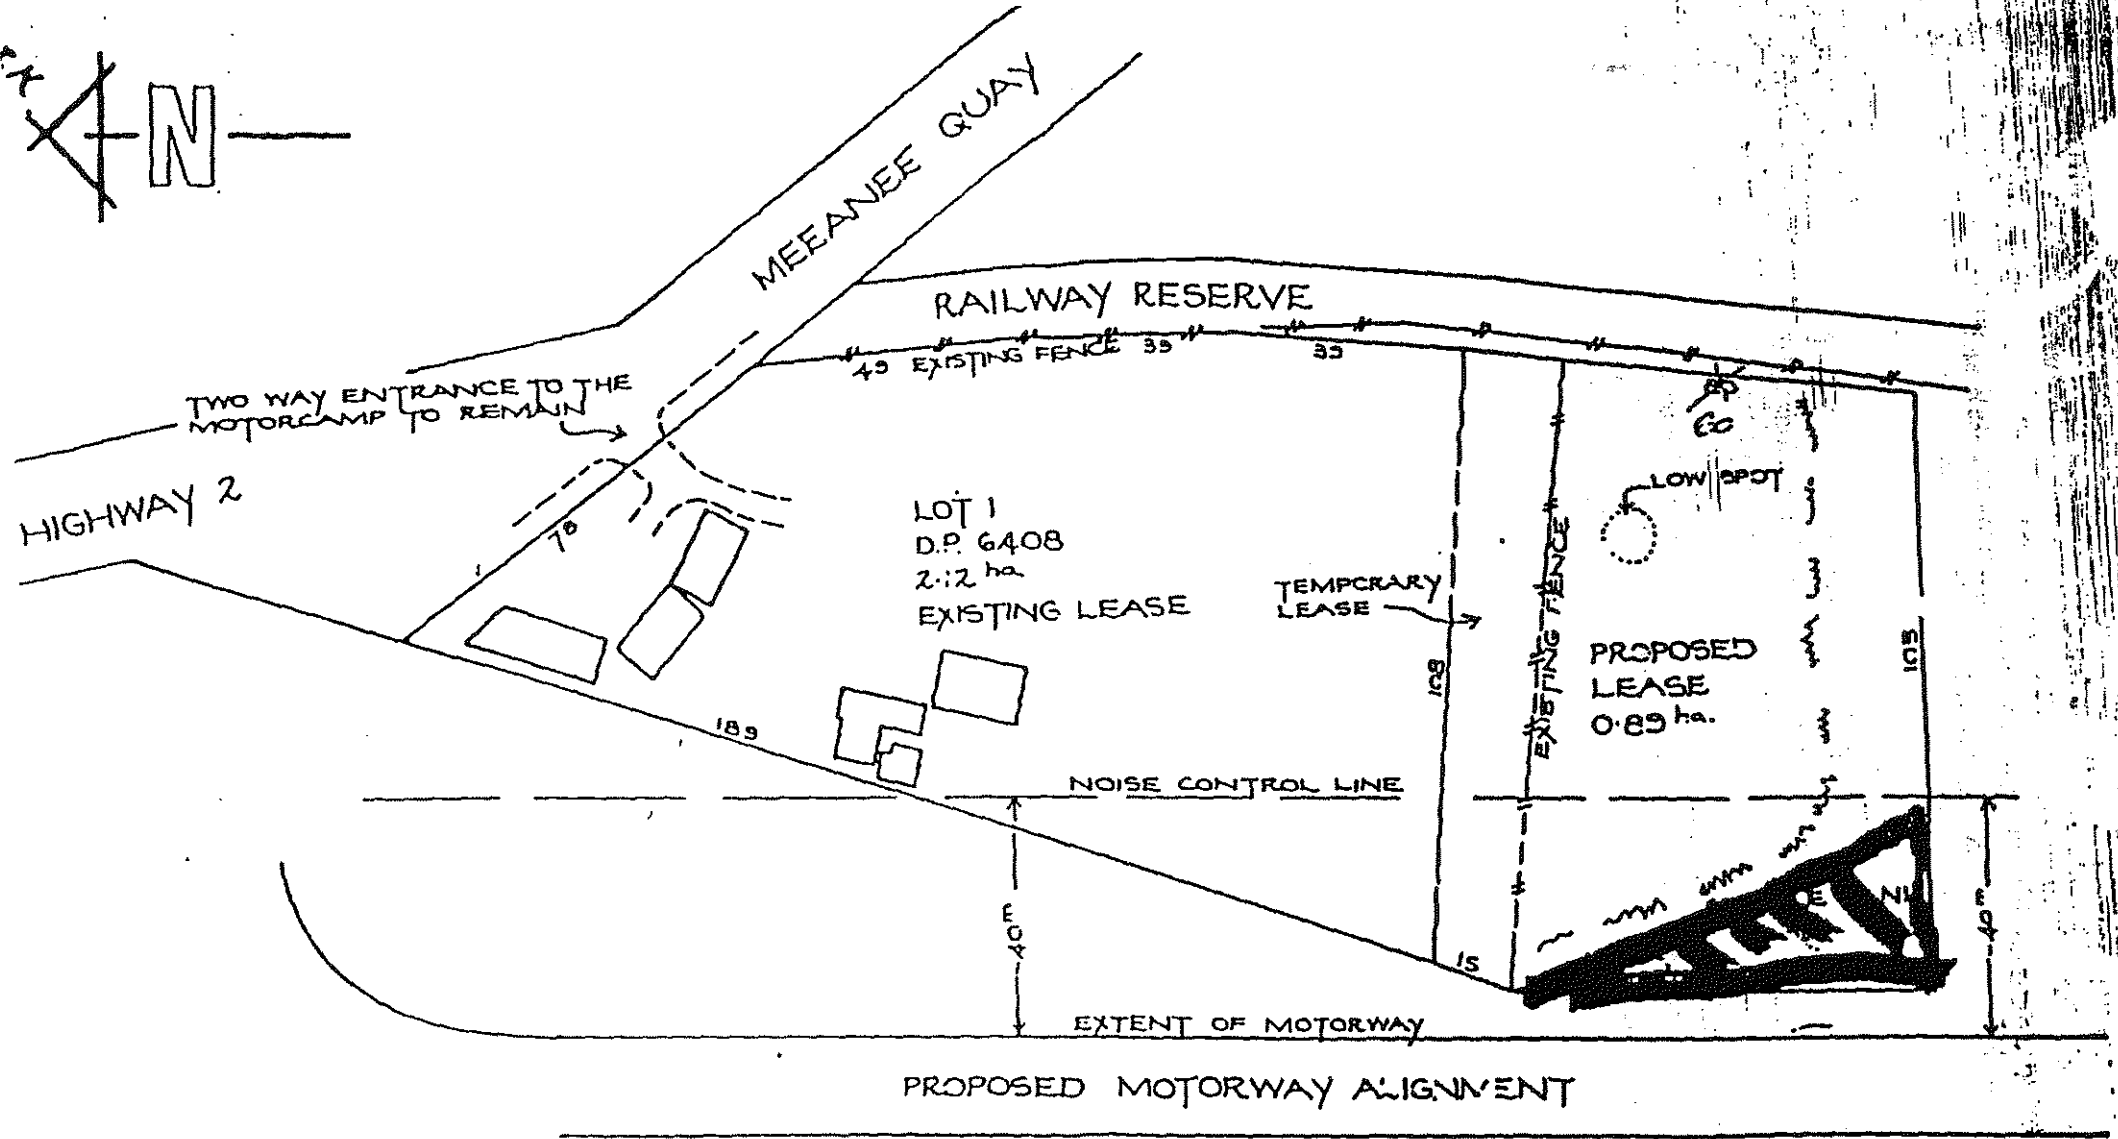 N
MEEANEE QUAY
RAILWAY RESERVE
49 EXISTING FENCE 39
39
TWO WAY ENTRANCE TO THE
MOTORCAMP TO REMAIN
60
HIGHWAY 2
78
LOW SPOT
LOT 1
D.P. 6408
2.12 ha
EXISTING LEASE
TEMPORARY
LEASE
EXISTING FENCE
108
PROPOSED
LEASE
0.89 ha.
105
189
NOISE CONTROL LINE
40m
40m
15
EXTENT OF MOTORWAY
PROPOSED MOTORWAY ALIGNMENT